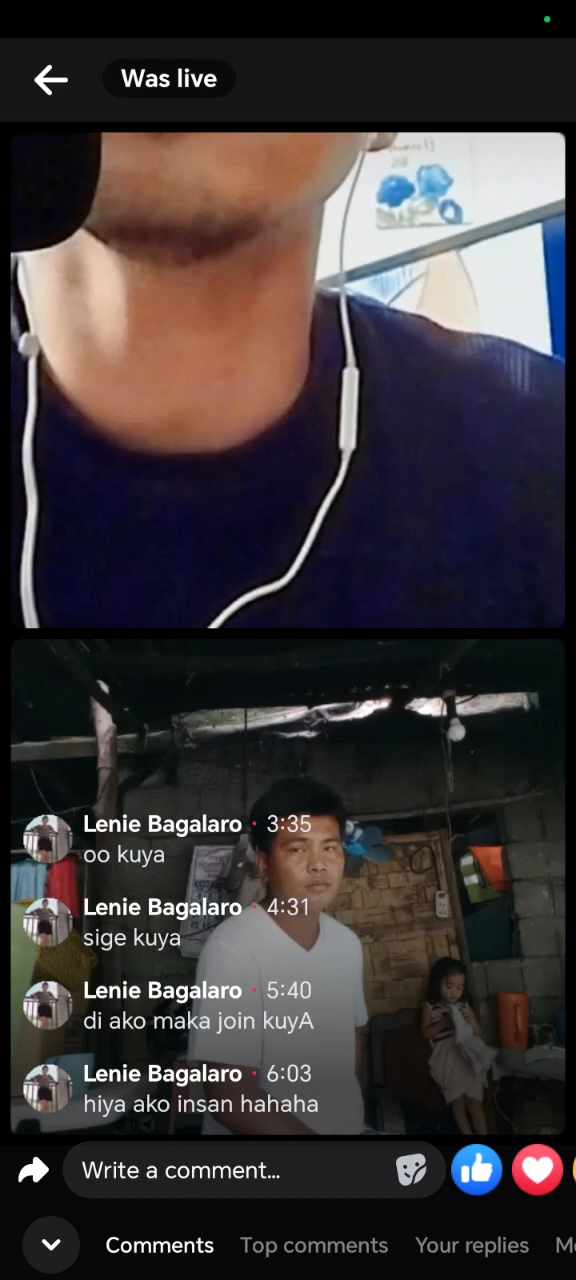 Was live
Lenie Bagalaro · 3:35
oo kuya
Lenie Bagalaro · 4:31
sige kuya
Lenie Bagalaro · 5:40
di ako maka join kuyA
Lenie Bagalaro · 6:03
hiya ako insan hahaha
Write a comment...
Comments
Top comments
Your replies